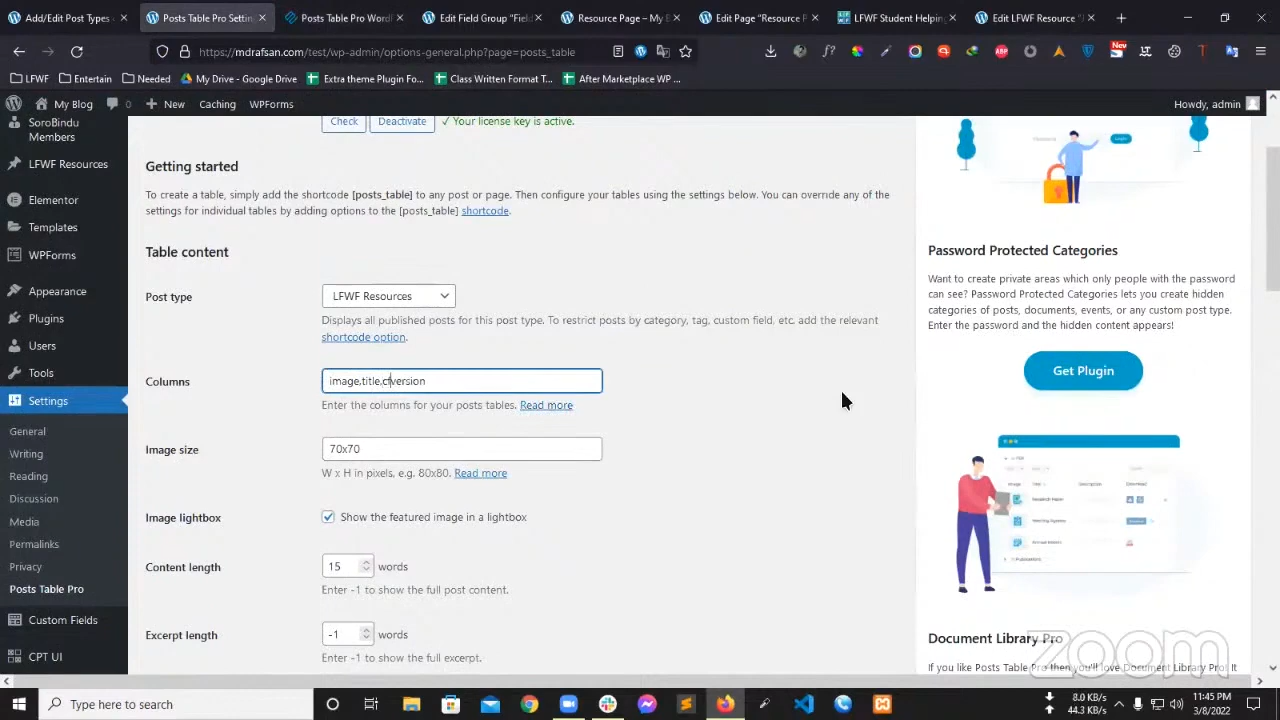 Posts Table Pro Settin
Posts Table Pro Word
Edit Field Group "Field
Resource Page – My B
Edit Page "Resource P
LFWF Student Helping
Edit LFWF Resource "
https://mdrafsan.com/test/wp-admin/options-general.php?page=posts_table
New
ABP
LFWF
Entertain
Needed
My Drive - Google Drive
Extra theme Plugin Fo...
Class Written Format T...
After Marketplace WP ...
My Blog
0
New
Caching
WPForms
Howdy, admin
SoroBindu
Members
LFWF Resources
Elementor
Templates
WPForms
Appearance
Plugins
Users
Tools
Settings
General
Writing
Reading
Discussion
Media
Permalinks
Privacy
Posts Table Pro
Custom Fields
CPT UI
Check
Deactivate
✓ Your license key is active.
Getting started
To create a table, simply add the shortcode [posts_table] to any post or page. Then configure your tables using the settings below. You can override any of the
settings for individual tables by adding options to the [posts_table] shortcode.
Table content
Post type
LFWF Resources
Displays all published posts for this post type. To restrict posts by category, tag, custom field, etc. add the relevant
shortcode option.
Columns
image,title,cfversion
Enter the columns for your posts tables. Read more
Image size
70x70
W x H in pixels, e.g. 80x80. Read more
Image lightbox
Show the featured image in a lightbox
Content length
words
Enter -1 to show the full post content.
Excerpt length
-1
words
Enter -1 to show the full excerpt.
Login
Password Protected Categories
Want to create private areas which only people with the password
can see? Password Protected Categories lets you create hidden
categories of posts, documents, events, or any custom post type.
Enter the password and the hidden content appears!
Get Plugin
Image
Title
Description
Download
Document Library Pro
If you like Posts Table Pro then you'll love Document Library Pro! It
zoom
Type here to search
8.0 KB/s
44.3 KB/s
11:45 PM
3/8/2022